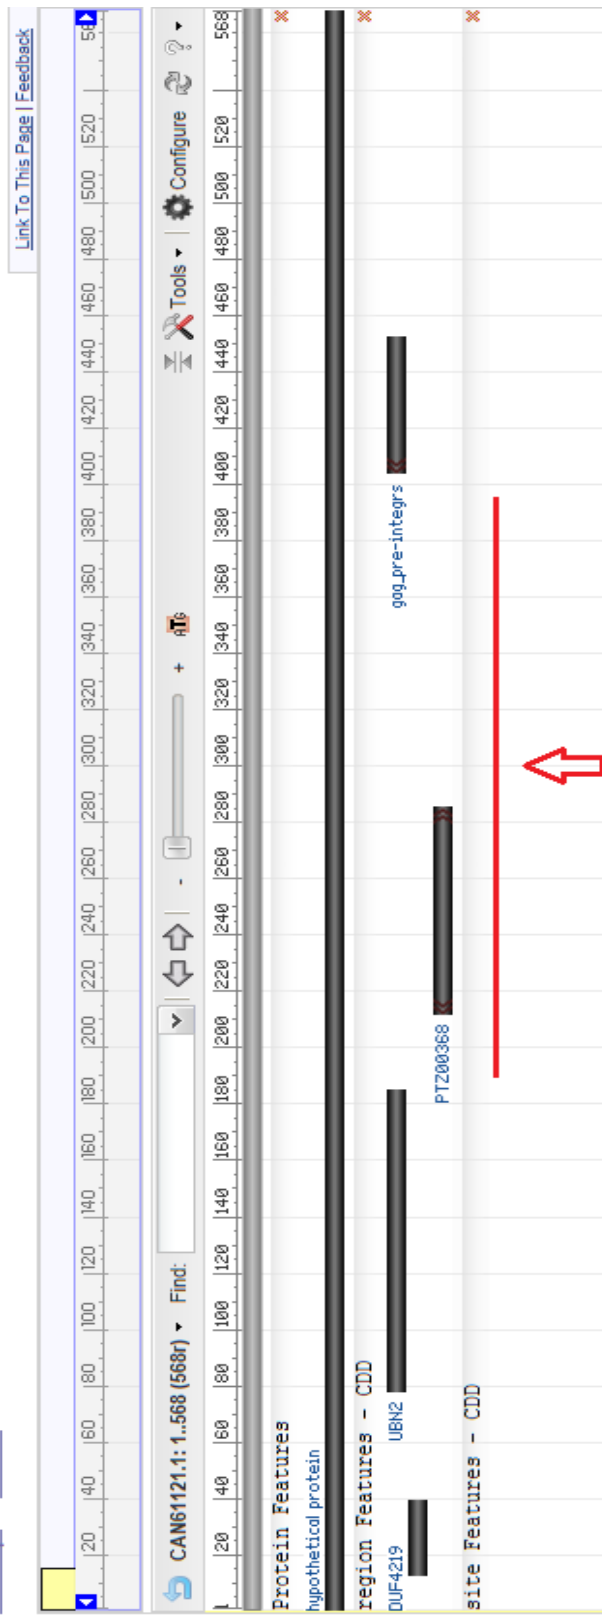 Link To This Page | Feedback
20 40 60 80 100 120 140 160 180 200 220 240 260 280 300 320 340 360 380 400 420 440 460 480 500 520 56
CAN61121.1: 1..568 (568r) Find: - + ATG Tools Configure ?
1 20 40 60 80 100 120 140 160 180 200 220 240 260 280 300 320 340 360 380 400 420 440 460 480 500 520 568
Protein Features
hypothetical protein
region Features - CDD
DUF4219 UBN2 gag_pre-integrs
PTZ00368
site Features - CDD